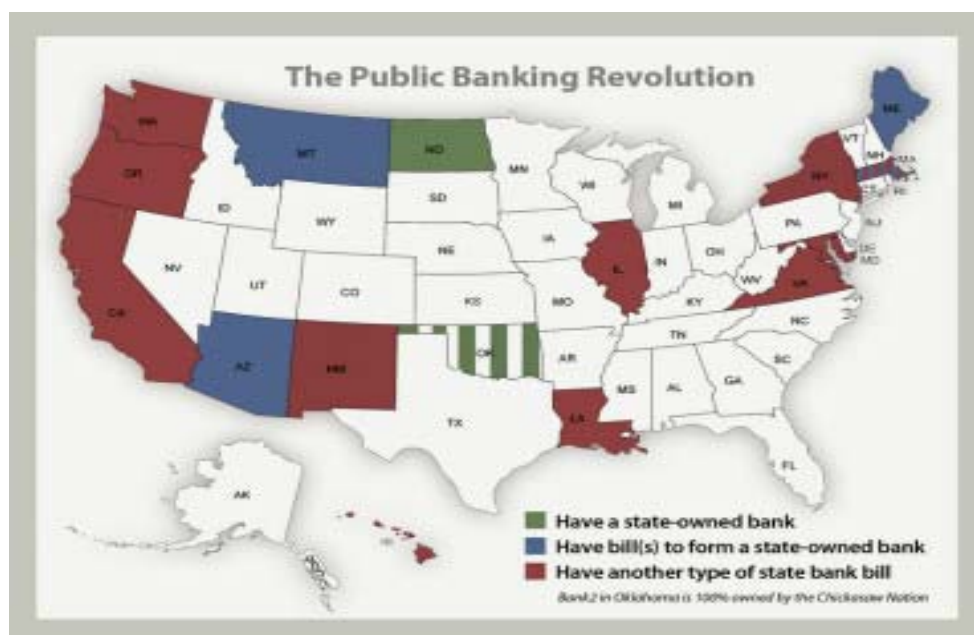 The Public Banking Revolution
WA
MT
ND
MN
ME
VT
NH
MA
RI
OR
ID
WY
SD
WI
MI
NY
PA
NJ
DE
MD
NV
UT
CO
NE
IA
IL
IN
OH
WV
VA
CA
KS
MO
KY
AZ
NM
OK
AR
TN
NC
SC
TX
LA
MS
AL
GA
FL
AK
Have a state-owned bank
Have bill(s) to form a state-owned bank
Have another type of state bank bill
Bank2 in Oklahoma is 100% owned by the Chickasaw Nation